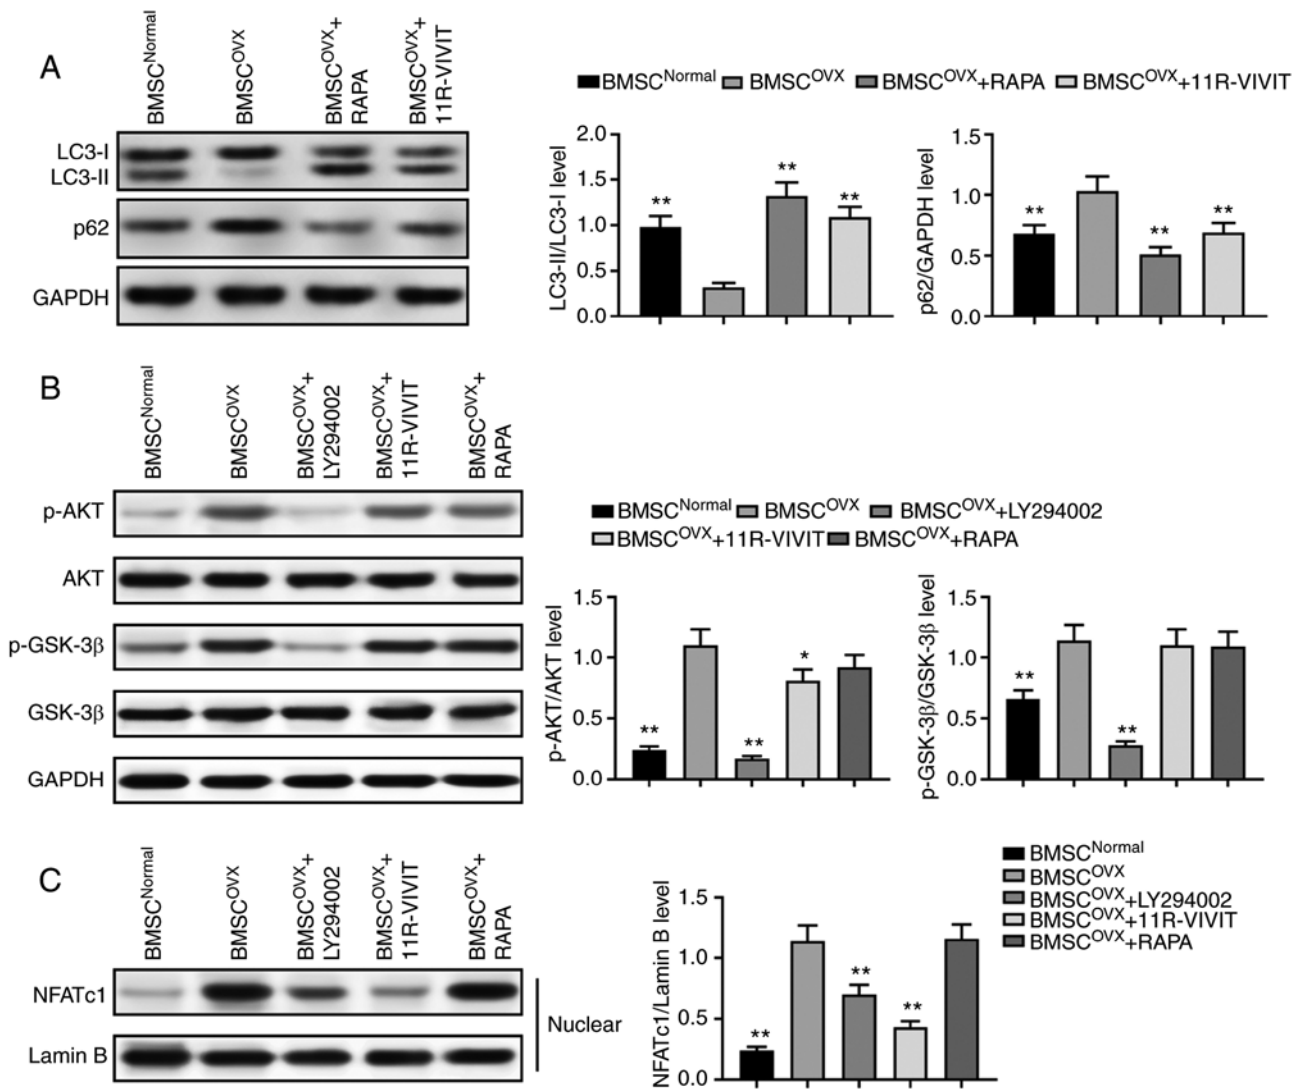 A
BMSC^Normal
BMSC^OVX
BMSC^OVX+
RAPA
BMSC^OVX+
11R-VIVIT
LC3-I
LC3-II
p62
GAPDH
BMSC^Normal BMSC^OVX BMSC^OVX+RAPA BMSC^OVX+11R-VIVIT
LC3-II/LC3-I level
2.0
1.5
1.0
0.5
0.0
**
**
**
p62/GAPDH level
1.5
1.0
0.5
0.0
**
**
**
B
BMSC^Normal
BMSC^OVX
BMSC^OVX+
LY294002
BMSC^OVX+
11R-VIVIT
BMSC^OVX+
RAPA
p-AKT
AKT
p-GSK-3β
GSK-3β
GAPDH
BMSC^Normal BMSC^OVX BMSC^OVX+LY294002
BMSC^OVX+11R-VIVIT BMSC^OVX+RAPA
p-AKT/AKT level
1.5
1.0
0.5
0.0
**
**
*
p-GSK-3β/GSK-3β level
1.5
1.0
0.5
0.0
**
**
C
BMSC^Normal
BMSC^OVX
BMSC^OVX+
LY294002
BMSC^OVX+
11R-VIVIT
BMSC^OVX+
RAPA
NFATc1
Lamin B
Nuclear
NFATc1/Lamin B level
1.5
1.0
0.5
0.0
**
**
**
BMSC^Normal
BMSC^OVX
BMSC^OVX+LY294002
BMSC^OVX+11R-VIVIT
BMSC^OVX+RAPA